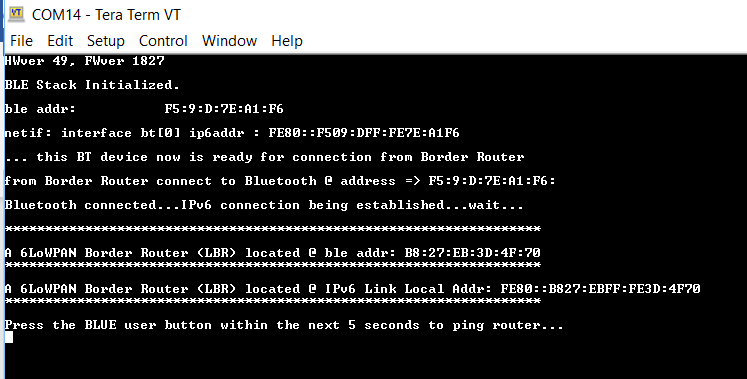 COM14 - Tera Term VT
File Edit Setup Control Window Help
HWver 49, FWver 1827
BLE Stack Initialized.
ble addr: F5:9:D:7E:A1:F6
netif: interface bt[0] ip6addr : FE80::F509:DFF:FE7E:A1F6
... this BT device now is ready for connection from Border Router
from Border Router connect to Bluetooth @ address => F5:9:D:7E:A1:F6:
Bluetooth connected...IPv6 connection being established...wait...
*******************************************************************
A 6LoWPAN Border Router (LBR) located @ ble addr: B8:27:EB:3D:4F:70
*******************************************************************
A 6LoWPAN Border Router (LBR) located @ IPv6 Link Local Addr: FE80::B827:EBFF:FE3D:4F70
*******************************************************************
Press the BLUE user button within the next 5 seconds to ping router...